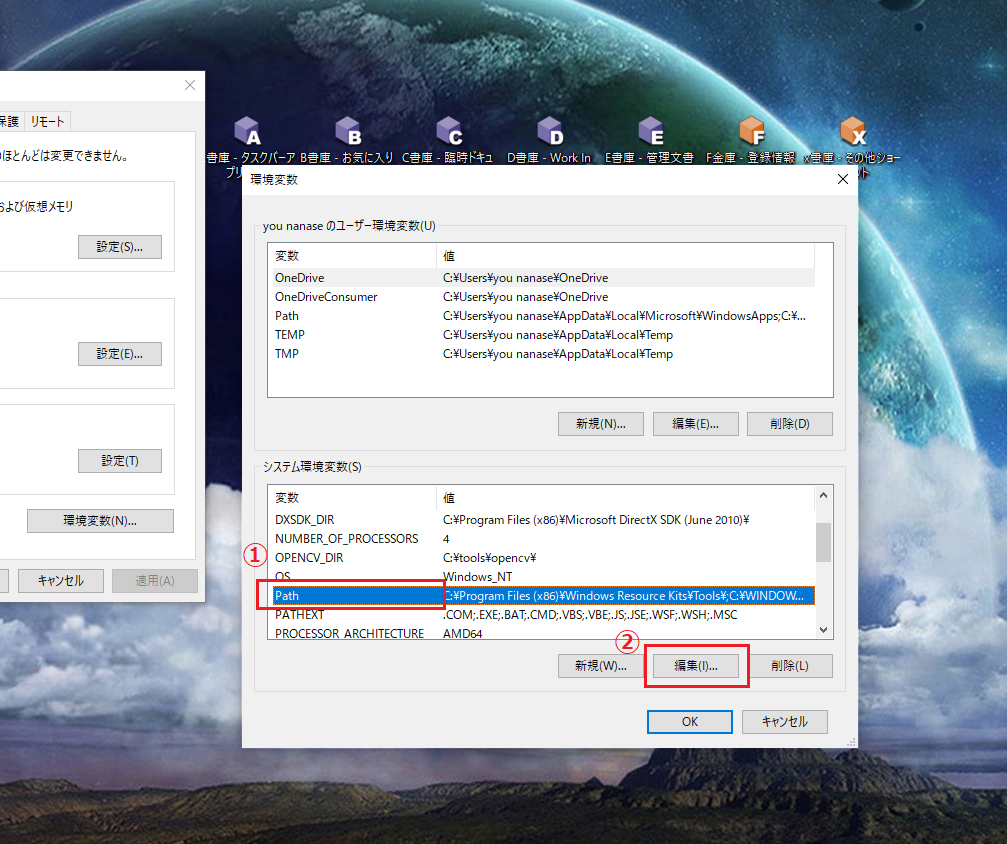 A
B
C
D
E
F
X
書庫 - タスクバーア
プリ
B書庫 - お気に入り
C書庫 - 臨時ドキュ
D書庫 - Work In
E書庫 - 管理文書
F金庫 - 登録情報
x書庫 - その他ショー
ット
保護
リモート
ほとんどは変更できません。
および仮想メモリ
設定(S)...
設定(E)...
設定(T)
環境変数(N)...
キャンセル
適用(A)
環境変数
you nanase のユーザー環境変数(U)
変数 値
OneDrive C:¥Users¥you nanase¥OneDrive
OneDriveConsumer C:¥Users¥you nanase¥OneDrive
Path C:¥Users¥you nanase¥AppData¥Local¥Microsoft¥WindowsApps;C:¥...
TEMP C:¥Users¥you nanase¥AppData¥Local¥Temp
TMP C:¥Users¥you nanase¥AppData¥Local¥Temp
新規(N)... 編集(E)... 削除(D)
システム環境変数(S)
変数 値
DXSDK_DIR C:¥Program Files (x86)¥Microsoft DirectX SDK (June 2010)¥
NUMBER_OF_PROCESSORS 4
① OPENCV_DIR C:¥tools¥opencv¥
OS Windows_NT
Path C:¥Program Files (x86)¥Windows Resource Kits¥Tools¥;C:¥WINDOW...
PATHEXT .COM;.EXE;.BAT;.CMD;.VBS;.VBE;.JS;.JSE;.WSF;.WSH;.MSC
PROCESSOR_ARCHITECTURE AMD64
②
新規(W)... 編集(I)... 削除(L)
OK キャンセル